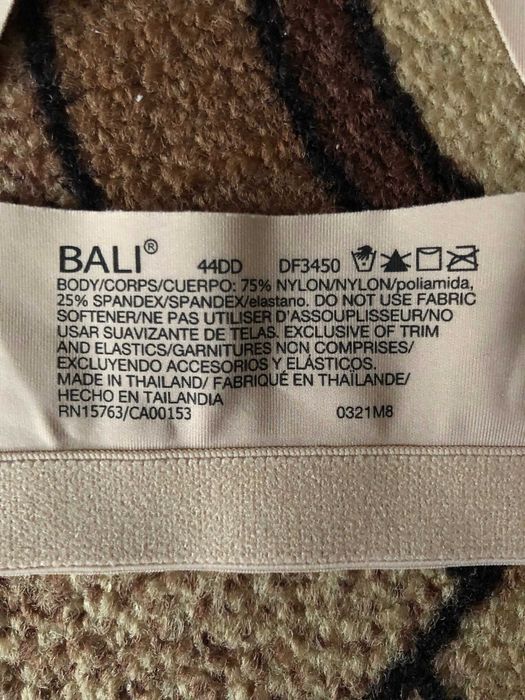 BALI® 44DD DF3450
BODY/CORPS/CUERPO: 75% NYLON/NYLON/poliamida,
25% SPANDEX/SPANDEX/elastano. DO NOT USE FABRIC
SOFTENER/NE PAS UTILISER D'ASSOUPLISSEUR/NO
USAR SUAVIZANTE DE TELAS. EXCLUSIVE OF TRIM
AND ELASTICS/GARNITURES NON COMPRISES/
EXCLUYENDO ACCESORIOS Y ELÁSTICOS.
MADE IN THAILAND/ FABRIQUÉ EN THAÏLANDE/
HECHO EN TAILANDIA
RN15763/CA00153 0321M8